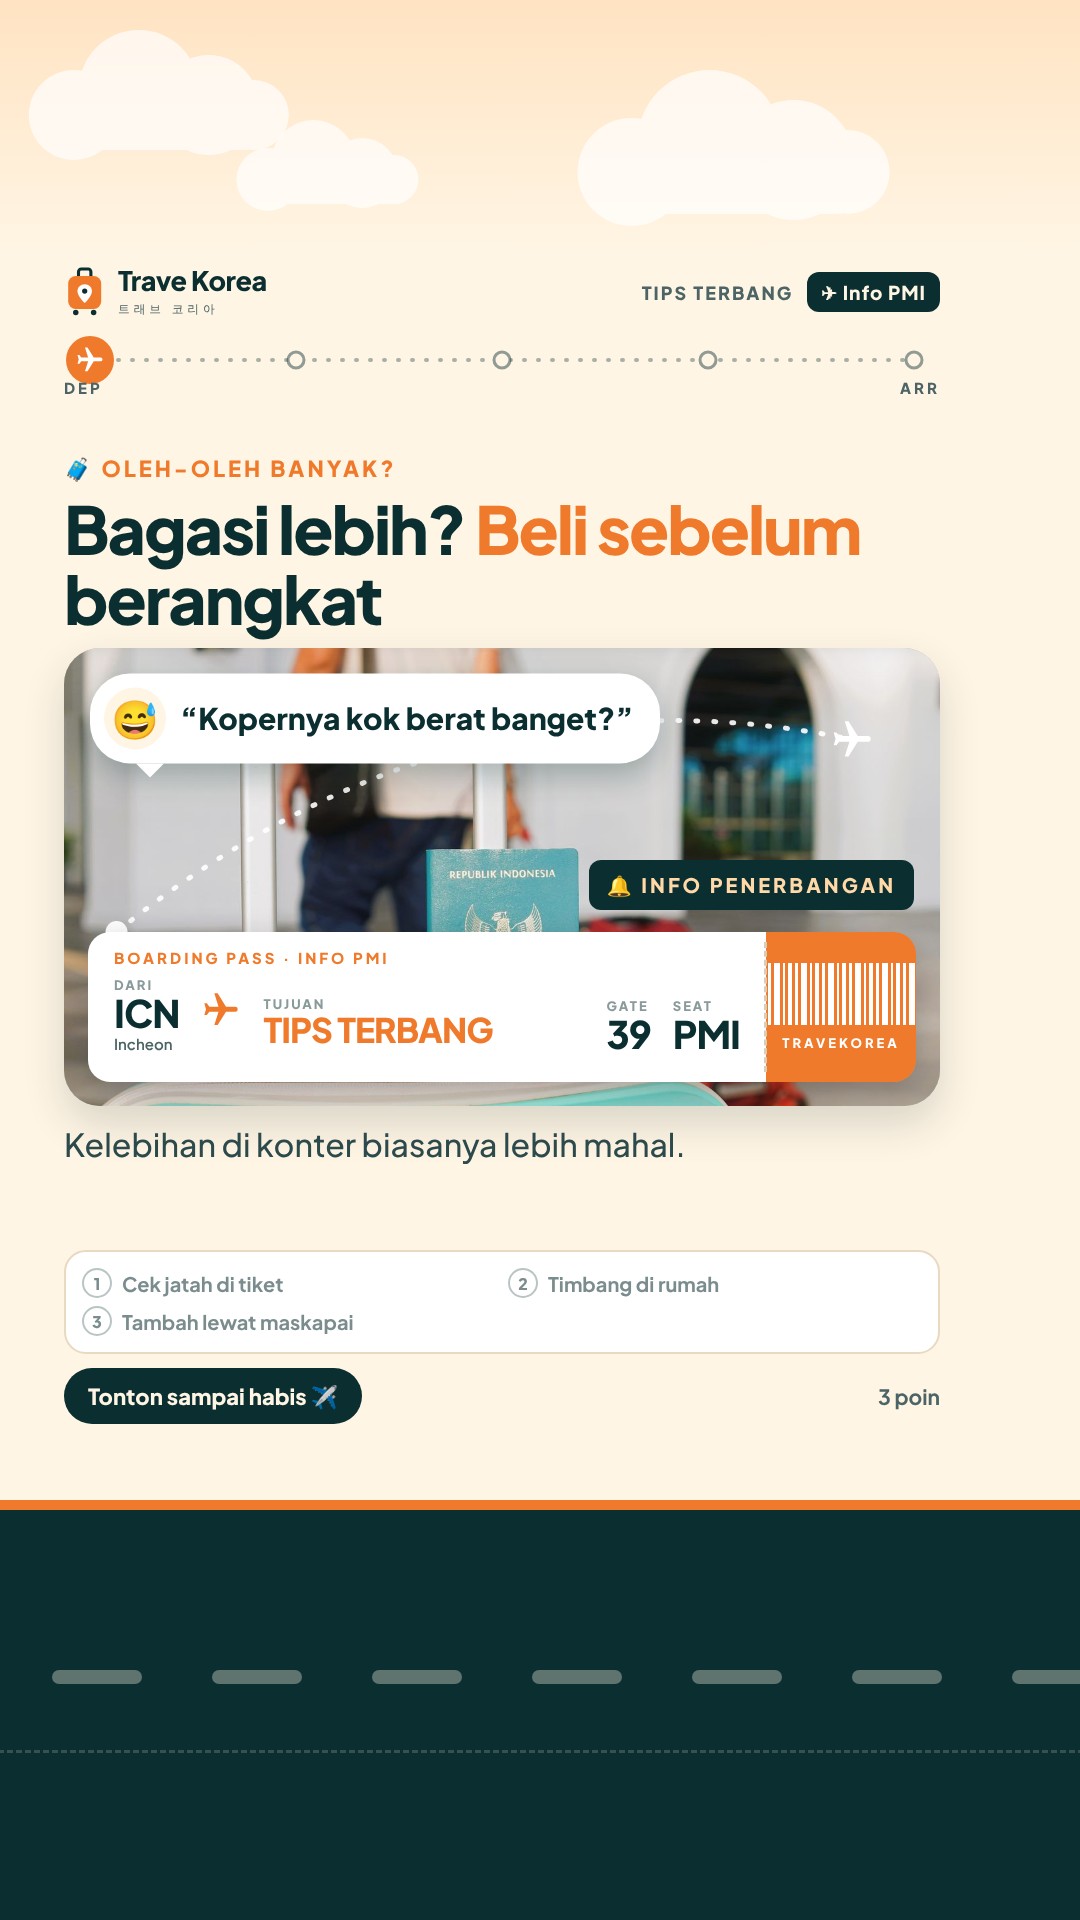 Trave Korea
트래브 코리아
TIPS TERBANG
✈ Info PMI
DEP
ARR
🧳 OLEH-OLEH BANYAK?
Bagasi lebih? Beli sebelum
berangkat
😅 “Kopernya kok berat banget?”
REPUBLIK INDONESIA
🔔 INFO PENERBANGAN
BOARDING PASS · INFO PMI
DARI
ICN
Incheon
TUJUAN
TIPS TERBANG
GATE
39
SEAT
PMI
TRAVEKOREA
Kelebihan di konter biasanya lebih mahal.
1 Cek jatah di tiket
2 Timbang di rumah
3 Tambah lewat maskapai
Tonton sampai habis ✈️
3 poin